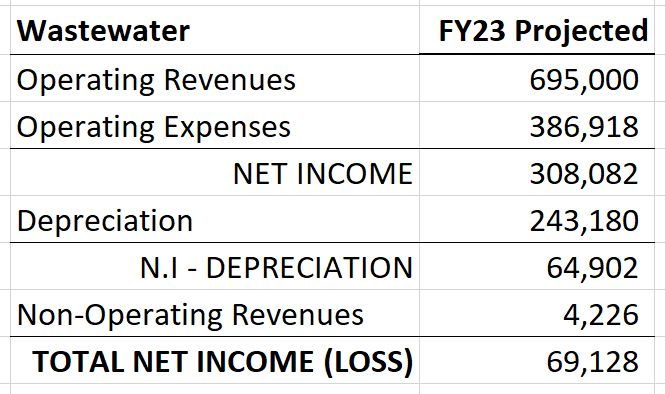 Wastewater FY23 Projected
Operating Revenues 695,000
Operating Expenses 386,918
NET INCOME 308,082
Depreciation 243,180
N.I - DEPRECIATION 64,902
Non-Operating Revenues 4,226
TOTAL NET INCOME (LOSS) 69,128